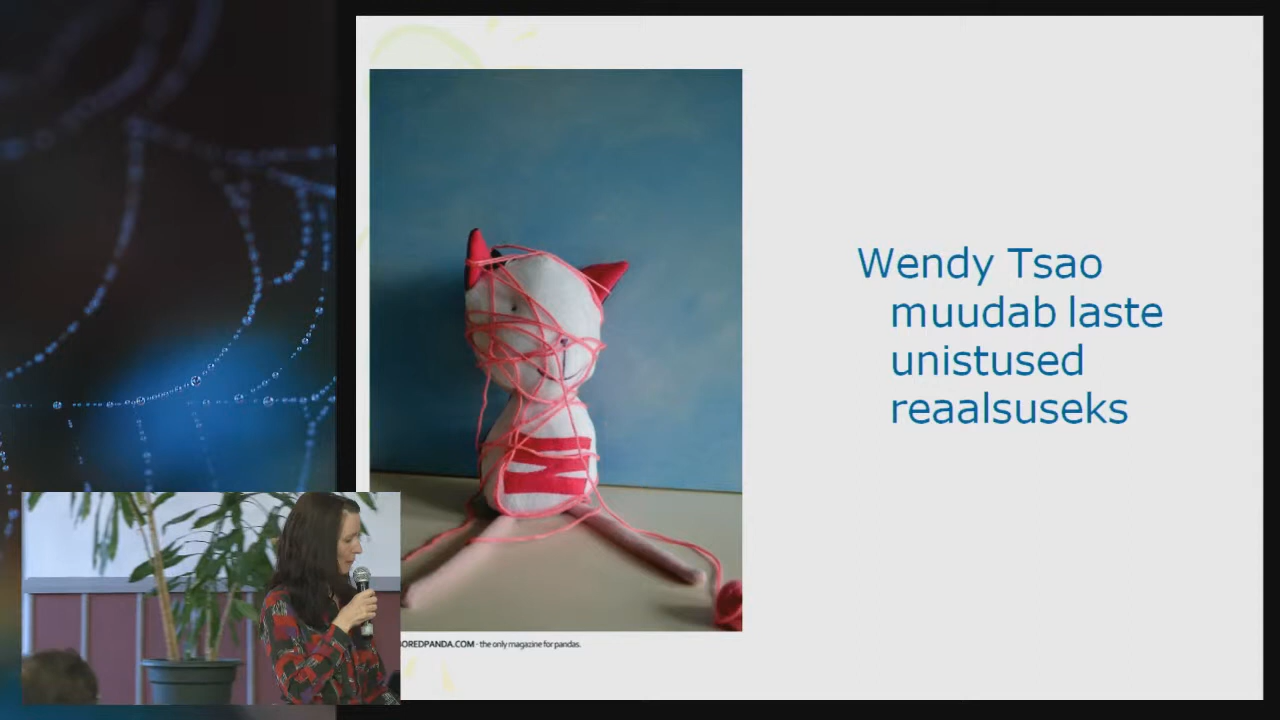 Wendy Tsao
muudab laste
unistused
reaalsuseks
OREDPANDA.COM - the only magazine for pandas.